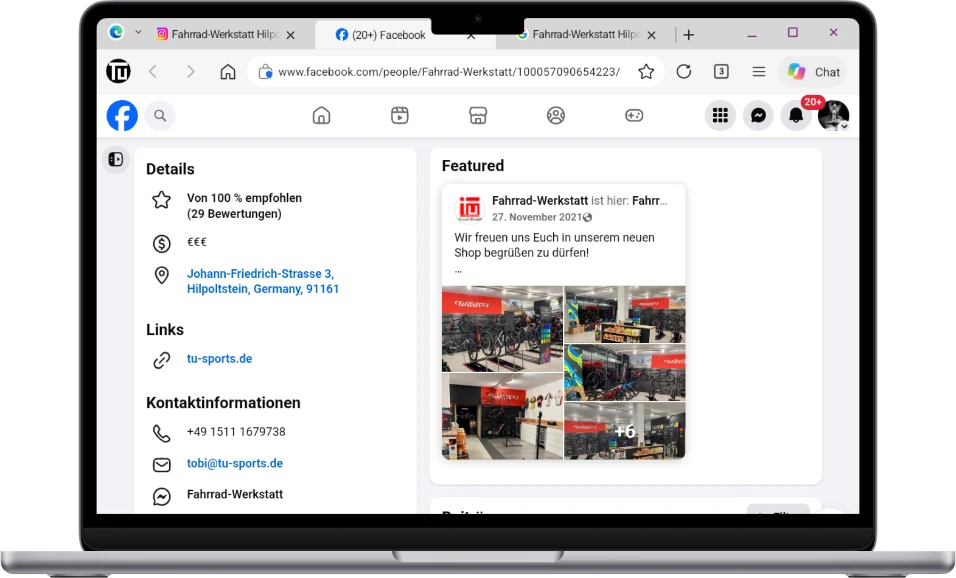 Fahrrad-Werkstatt Hilpo
(20+) Facebook
Fahrrad-Werkstatt Hilpo
www.facebook.com/people/Fahrrad-Werkstatt/100057090654223/
3
Chat
20+
Details
Von 100 % empfohlen
(29 Bewertungen)
€€€
Johann-Friedrich-Strasse 3,
Hilpoltstein, Germany, 91161
Links
tu-sports.de
Kontaktinformationen
+49 1511 1679738
tobi@tu-sports.de
Fahrrad-Werkstatt
Featured
Fahrrad-Werkstatt ist hier: Fahrr...
27. November 2021
Wir freuen uns Euch in unserem neuen
Shop begrüßen zu dürfen!
...
+6